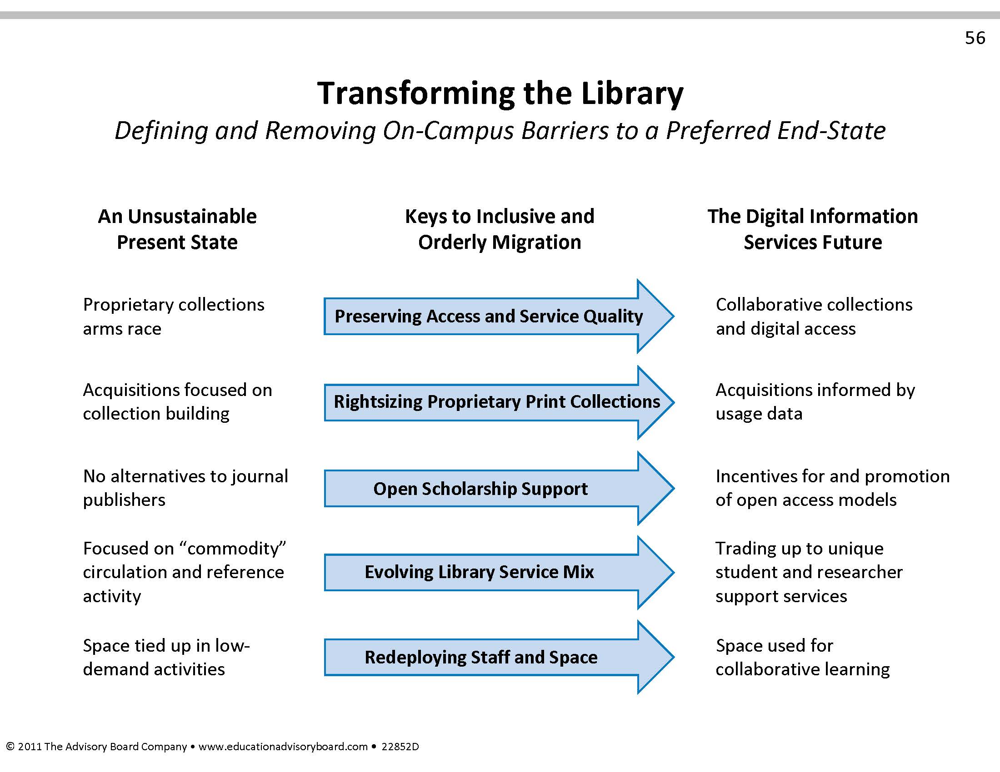 56
Transforming the Library
Defining and Removing On-Campus Barriers to a Preferred End-State
An Unsustainable
Present State
Keys to Inclusive and
Orderly Migration
The Digital Information
Services Future
Proprietary collections
arms race
Preserving Access and Service Quality
Collaborative collections
and digital access
Acquisitions focused on
collection building
Rightsizing Proprietary Print Collections
Acquisitions informed by
usage data
No alternatives to journal
publishers
Open Scholarship Support
Incentives for and promotion
of open access models
Focused on “commodity”
circulation and reference
activity
Evolving Library Service Mix
Trading up to unique
student and researcher
support services
Space tied up in low-
demand activities
Redeploying Staff and Space
Space used for
collaborative learning
© 2011 The Advisory Board Company • www.educationadvisoryboard.com • 22852D